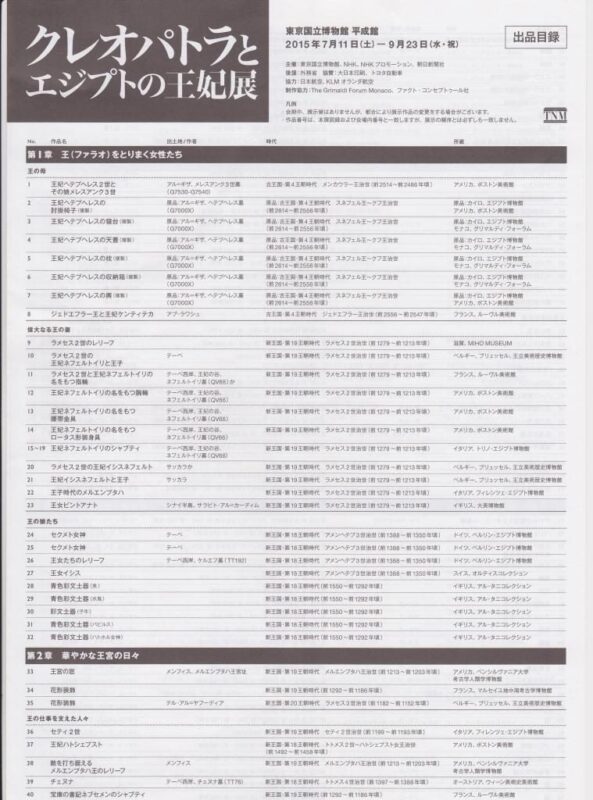 クレオパトラと
エジプトの王妃展
東京国立博物館 平成館
2015年7月11日(土)―9月23日(水・祝)
出品目録
主催:東京国立博物館、NHK、NHKプロモーション、朝日新聞社
後援:外務省 協賛:大日本印刷、トヨタ自動車
協力:日本航空、KLMオランダ航空
制作協力:The Grimaldi Forum Monaco、ファクト・コンセプトゥール社
凡例
TNM
No. 作品名 出土地/作者 時代 所蔵
第1章 王(ファラオ)をとりまく女性たち
王の母
1 王妃ヘテプヘレス2世と
その娘メレスアンク3世 アル=ギザ、メレスアンク3世墓
(G7530-G7540) 古王国・第4王朝時代 メンカウラー王治世(前2514~前2486年頃) アメリカ、ボストン美術館
2 王妃ヘテプヘレスの
肘掛椅子(複製) 原品:アル=ギザ、ヘテプヘレス墓
(G7000X) 原品:古王国・第4王朝時代 スネフェル王~クフ王治世
(前2614~前2556年頃) 原品:カイロ、エジプト博物館
アメリカ、ボストン美術館
3 王妃ヘテプヘレスの寝台(複製) 原品:アル=ギザ、ヘテプヘレス墓
(G7000X) 原品:古王国・第4王朝時代 スネフェル王~クフ王治世
(前2614~前2556年頃) 原品:カイロ、エジプト博物館
モナコ、グリマルディ・フォーラム
4 王妃ヘテプヘレスの天蓋(複製) 原品:アル=ギザ、ヘテプヘレス墓
(G7000X) 原品:古王国・第4王朝時代 スネフェル王~クフ王治世
(前2614~前2556年頃) 原品:カイロ、エジプト博物館
モナコ、グリマルディ・フォーラム
5 王妃ヘテプヘレスの枕(複製) 原品:アル=ギザ、ヘテプヘレス墓
(G7000X) 原品:古王国・第4王朝時代 スネフェル王~クフ王治世
(前2614~前2556年頃) 原品:カイロ、エジプト博物館
モナコ、グリマルディ・フォーラム
6 王妃ヘテプヘレスの収納箱(複製) 原品:アル=ギザ、ヘテプヘレス墓
(G7000X) 原品:古王国・第4王朝時代 スネフェル王~クフ王治世
(前2614~前2556年頃) 原品:カイロ、エジプト博物館
モナコ、グリマルディ・フォーラム
7 王妃ヘテプヘレスの輿(複製) 原品:アル=ギザ、ヘテプヘレス墓
(G7000X) 原品:古王国・第4王朝時代 スネフェル王~クフ王治世
(前2614~前2556年頃) 原品:カイロ、エジプト博物館
アメリカ、ボストン美術館
8 ジェドエフラー王と王妃ケンティテカ アブ・ラワシュ 古王国・第4王朝時代 ジェドエフラー王治世(前2556~前2547年頃) フランス、ルーヴル美術館
偉大なる王の妻
9 ラメセス2世のレリーフ 新王国・第19王朝時代 ラメセス2世治世(前1279~前1213年頃) 滋賀、MIHO MUSEUM
10 ラメセス2世の
王妃ネフェルトイリと王子 テーベ 新王国・第19王朝時代 ラメセス2世治世(前1279~前1213年頃) ベルギー、ブリュッセル、王立美術歴史博物館
11 ラメセス2世と王妃ネフェルトイリの
名をもつ指輪 テーベ西岸、王妃の谷、
ネフェルトイリ墓(QV66)か 新王国・第19王朝時代 ラメセス2世治世(前1279~前1213年頃) フランス、ルーヴル美術館
12 王妃ネフェルトイリの名をもつ腕輪 テーベ西岸、王妃の谷、
ネフェルトイリ墓(QV66) 新王国・第19王朝時代 ラメセス2世治世(前1279~前1213年頃) アメリカ、ボストン美術館
13 王妃ネフェルトイリの名をもつ
腰帯金具 テーベ西岸、王妃の谷、
ネフェルトイリ墓(QV66) 新王国・第19王朝時代 ラメセス2世治世(前1279~前1213年頃) アメリカ、ボストン美術館
14 王妃ネフェルトイリの名をもつ
ロータス形装身具 テーベ西岸、王妃の谷、
ネフェルトイリ墓(QV66) 新王国・第19王朝時代 ラメセス2世治世(前1279~前1213年頃) アメリカ、ボストン美術館
15~19 王妃ネフェルトイリのシャブティ テーベ西岸、王妃の谷、
ネフェルトイリ墓(QV66) 新王国・第19王朝時代 ラメセス2世治世(前1279~前1213年頃) イタリア、トリノ・エジプト博物館
20 ラメセス2世の王妃イシスネフェルト サッカラか 新王国・第19王朝時代 ラメセス2世治世(前1279~前1213年頃) ベルギー、ブリュッセル、王立美術歴史博物館
21 王妃イシスネフェルトと王子 サッカラ 新王国・第19王朝時代 ラメセス2世治世(前1279~前1213年頃) ベルギー、ブリュッセル、王立美術歴史博物館
22 王子時代のメルエンプタハ 新王国・第19王朝時代 ラメセス2世治世(前1279~前1213年頃) イタリア、フィレンツェ・エジプト博物館
23 王女ビントアナト シナイ半島、サラビト・アル=カーディム 新王国・第19王朝時代 ラメセス2世治世(前1279~前1213年頃) イギリス、大英博物館
王の娘たち
24 セクメト女神 テーベ 新王国・第18王朝時代 アメンヘテプ3世治世(前1388~前1350年頃) ドイツ、ベルリン・エジプト博物館
25 セクメト女神 テーベ 新王国・第18王朝時代 アメンヘテプ3世治世(前1388~前1350年頃) ドイツ、ベルリン・エジプト博物館
26 王女たちのレリーフ テーベ西岸、ケルエフ墓(TT192) 新王国・第18王朝時代 アメンヘテプ3世治世(前1388~前1350年頃) ドイツ、ベルリン・エジプト博物館
27 王女イシス 新王国・第18王朝時代 アメンヘテプ3世治世(前1388~前1350年頃) スイス、オルティスコレクション
28 青色彩文土器(魚) 新王国・第18王朝時代(前1550~前1292年頃) イギリス、アル・タニコレクション
29 青色彩文土器(水鳥) 新王国・第18王朝時代(前1550~前1292年頃) イギリス、アル・タニコレクション
30 彩文土器(子牛) 新王国・第18王朝時代(前1550~前1292年頃) イギリス、アル・タニコレクション
31 青色彩文土器(パピルス) 新王国・第18王朝時代(前1550~前1292年頃) イギリス、アル・タニコレクション
32 青色彩文土器(ハトホル女神) 新王国・第18王朝時代(前1550~前1292年頃) イギリス、アル・タニコレクション
第2章 華やかな王宮の日々
33 王宮の窓 メンフィス、メルエンプタハ王宮址 新王国・第19王朝時代 メルエンプタハ王治世(前1213~前1203年頃) アメリカ、ペンシルヴァニア大学
考古学人類学博物館
34 花形装飾 新王国・第19王朝時代(前1290~前1186年頃) フランス、マルセイユ地中海考古学博物館
35 花形装飾 テル・アル=ヤフーディア 新王国・第20王朝時代 ラメセス3世治世(前1182~前1152年頃) ベルギー、ブリュッセル、王立美術歴史博物館
王の仕事を支えた人々
36 セティ2世 新王国・第19王朝時代 セティ2世治世(前1199~前1193年頃) イタリア、フィレンツェ・エジプト博物館
37 王妃ハトシェプスト 新王国・第18王朝時代 トトメス2世~ハトシェプスト女王治世
(前1492~前1458年頃) アメリカ、ボストン美術館
38 敵を打ち据える
メルエンプタハ王のレリーフ メンフィス 新王国・第19王朝時代 メルエンプタハ王治世(前1213~前1203年頃) アメリカ、ペンシルヴァニア大学
考古学人類学博物館
39 チェヌナ テーベ西岸、チェヌナ墓(TT76) 新王国・第18王朝時代 トトメス4世治世(前1397~前1388年頃) オーストリア、ウィーン美術史美術館
40 宝庫の書記ネブセメンのシャブティ 新王国・第19王朝時代(前1292~前1186年頃) フランス、ルーヴル美術館